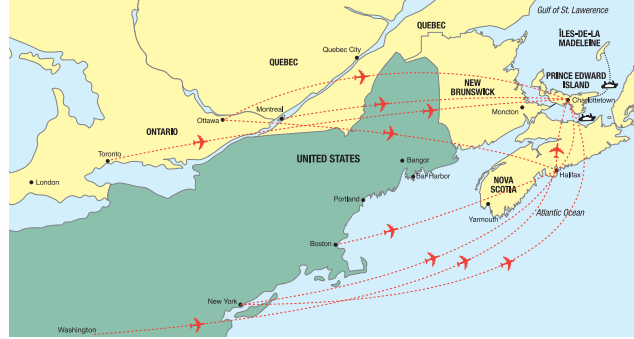 Gulf of St. Lawerence
QUEBEC
ÎLES-DE-LA
MADELEINE
Quebec City
QUEBEC
NEW
BRUNSWICK
PRINCE EDWARD
ISLAND
Charlottetown
Moncton
Ottawa
Montreal
ONTARIO
Toronto
UNITED STATES
Bangor
Bar Harbor
London
NOVA
SCOTIA
Halifax
Portland
Yarmouth
Atlantic Ocean
Boston
New York
Washington